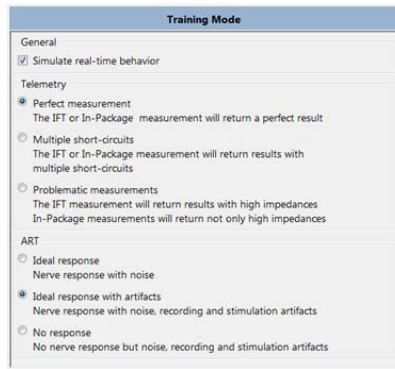 Training Mode
General
Simulate real-time behavior
Telemetry
Perfect measurement
The IFT or In-Package measurement will return a perfect result
Multiple short-circuits
The IFT or In-Package measurement will return results with
multiple short-circuits
Problematic measurements
The IFT measurement will return results with high impedances
In-Package measurements will return not only high impedances
ART
Ideal response
Nerve response with noise
Ideal response with artifacts
Nerve response with noise, recording and stimulation artifacts
No response
No nerve response but noise, recording and stimulation artifacts